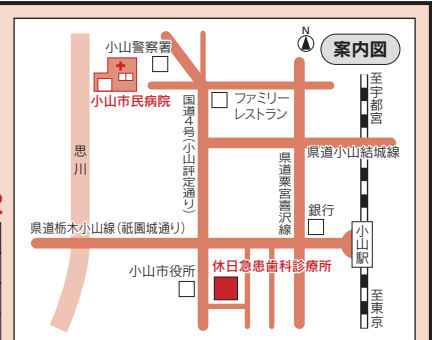 N
案内図
小山警察署
小山市民病院
至宇都宮
ファミリー
レストラン
国道4号(小山評定通り)
思川
県道小山結城線
県道粟宮喜沢線
銀行
県道栃木小山線(祇園城通り)
小山駅
小山市役所
休日急患歯科診療所
至東京
2